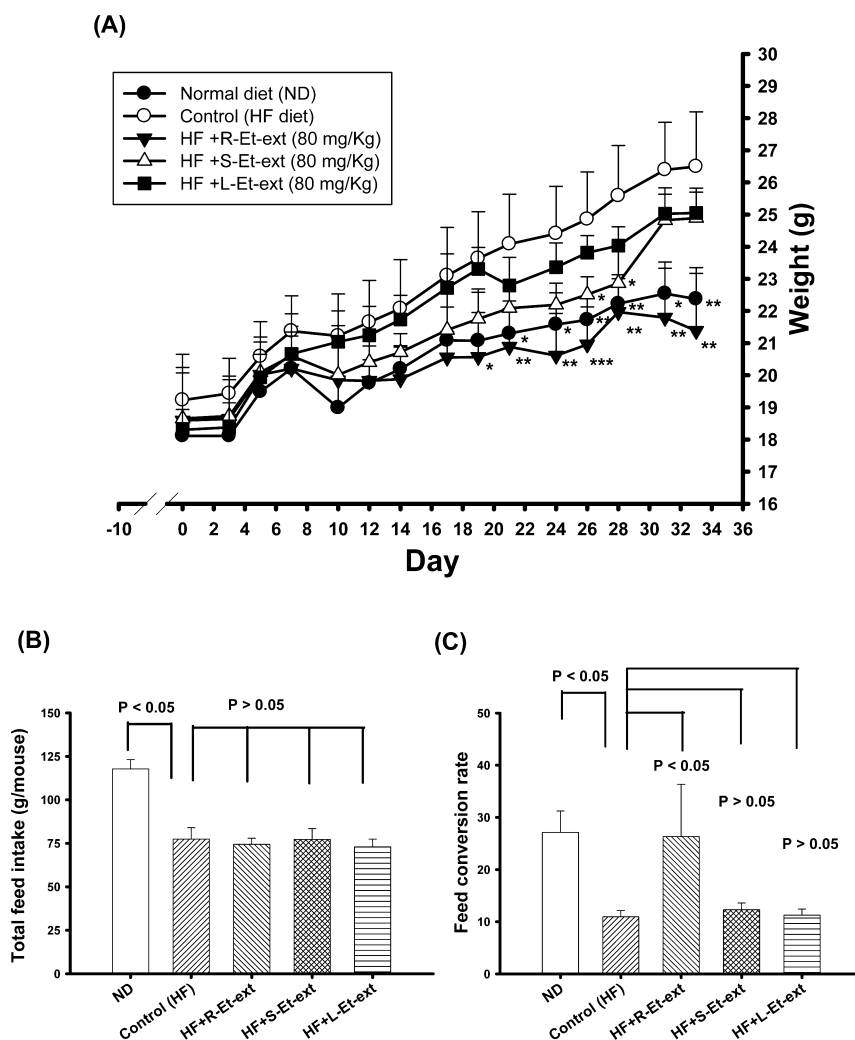 (A)
Normal diet (ND)
Control (HF diet)
HF +R-Et-ext (80 mg/Kg)
HF +S-Et-ext (80 mg/Kg)
HF +L-Et-ext (80 mg/Kg)
30
29
28
27
26
25
24
23
22
21
20
19
18
17
16
Weight (g)
* * ** ** * * ** ** * ** * ** *** * ** ** * ** ** **
-10 0 2 4 6 8 10 12 14 16 18 20 22 24 26 28 30 32 34 36
Day
(B)
P < 0.05 P > 0.05
150
125
100
75
50
25
0
Total feed intake (g/mouse)
ND
Control (HF)
HF+R-Et-ext
HF+S-Et-ext
HF+L-Et-ext
(C)
P < 0.05
50
40
30
20
10
0
Feed conversion rate
P < 0.05
P > 0.05
P > 0.05
ND
Control (HF)
HF+R-Et-ext
HF+S-Et-ext
HF+L-Et-ext